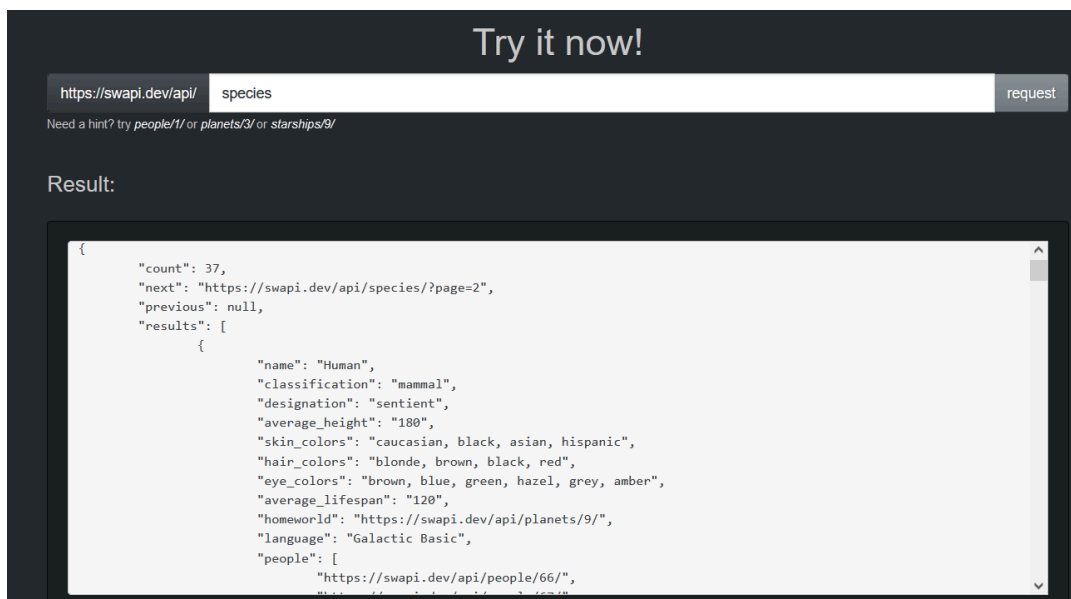 Try it now!
https://swapi.dev/api/ species request
Need a hint? try people/1/ or planets/3/ or starships/9/
Result:
{
"count": 37,
"next": "https://swapi.dev/api/species/?page=2",
"previous": null,
"results": [
{
"name": "Human",
"classification": "mammal",
"designation": "sentient",
"average_height": "180",
"skin_colors": "caucasian, black, asian, hispanic",
"hair_colors": "blonde, brown, black, red",
"eye_colors": "brown, blue, green, hazel, grey, amber",
"average_lifespan": "120",
"homeworld": "https://swapi.dev/api/planets/9/",
"language": "Galactic Basic",
"people": [
"https://swapi.dev/api/people/66/",